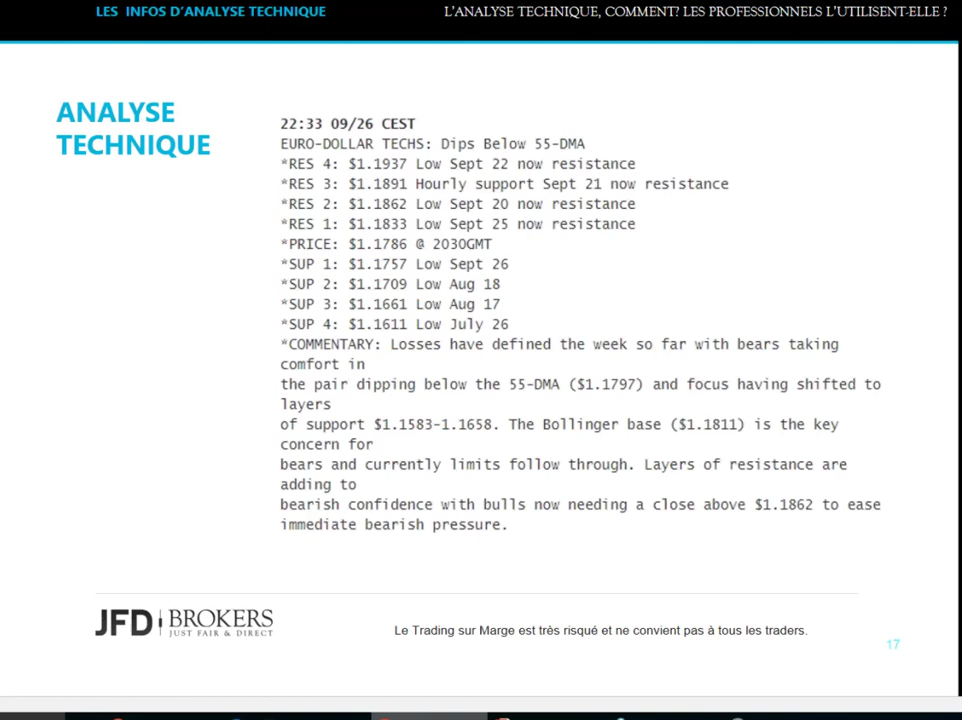 LES INFOS D'ANALYSE TECHNIQUE
L'ANALYSE TECHNIQUE, COMMENT? LES PROFESSIONNELS L'UTILISENT-ELLE ?
ANALYSE
TECHNIQUE
22:33 09/26 CEST
EURO-DOLLAR TECHS: Dips Below 55-DMA
*RES 4: $1.1937 Low Sept 22 now resistance
*RES 3: $1.1891 Hourly support Sept 21 now resistance
*RES 2: $1.1862 Low Sept 20 now resistance
*RES 1: $1.1833 Low Sept 25 now resistance
*PRICE: $1.1786 @ 2030GMT
*SUP 1: $1.1757 Low Sept 26
*SUP 2: $1.1709 Low Aug 18
*SUP 3: $1.1661 Low Aug 17
*SUP 4: $1.1611 Low July 26
*COMMENTARY: Losses have defined the week so far with bears taking
comfort in
the pair dipping below the 55-DMA ($1.1797) and focus having shifted to
layers
of support $1.1583-1.1658. The Bollinger base ($1.1811) is the key
concern for
bears and currently limits follow through. Layers of resistance are
adding to
bearish confidence with bulls now needing a close above $1.1862 to ease
immediate bearish pressure.
JFD BROKERS
JUST FAIR & DIRECT
Le Trading sur Marge est très risqué et ne convient pas à tous les traders.
17